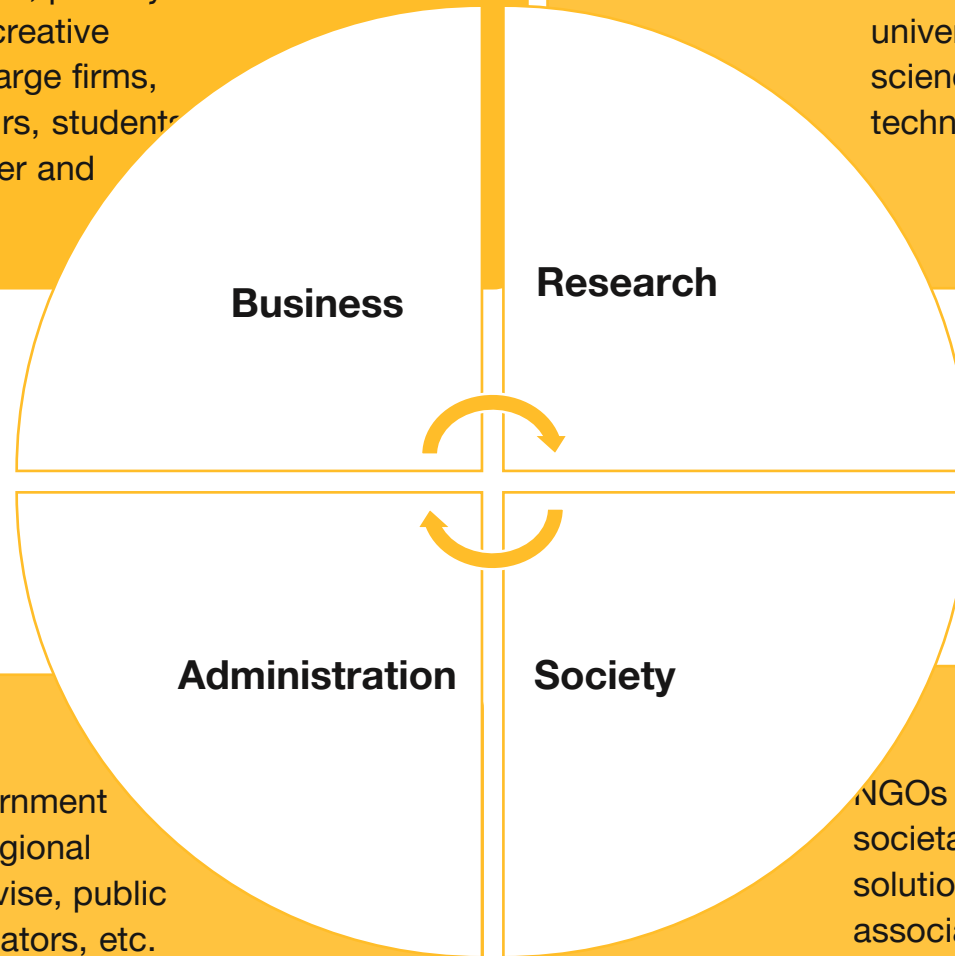 creative
arge firms,
rs, students
er and
univer
scienc
techn
Business
Research
Administration
Society
rnment
gional
vise, public
ators, etc.
NGOs
societa
solutio
associa